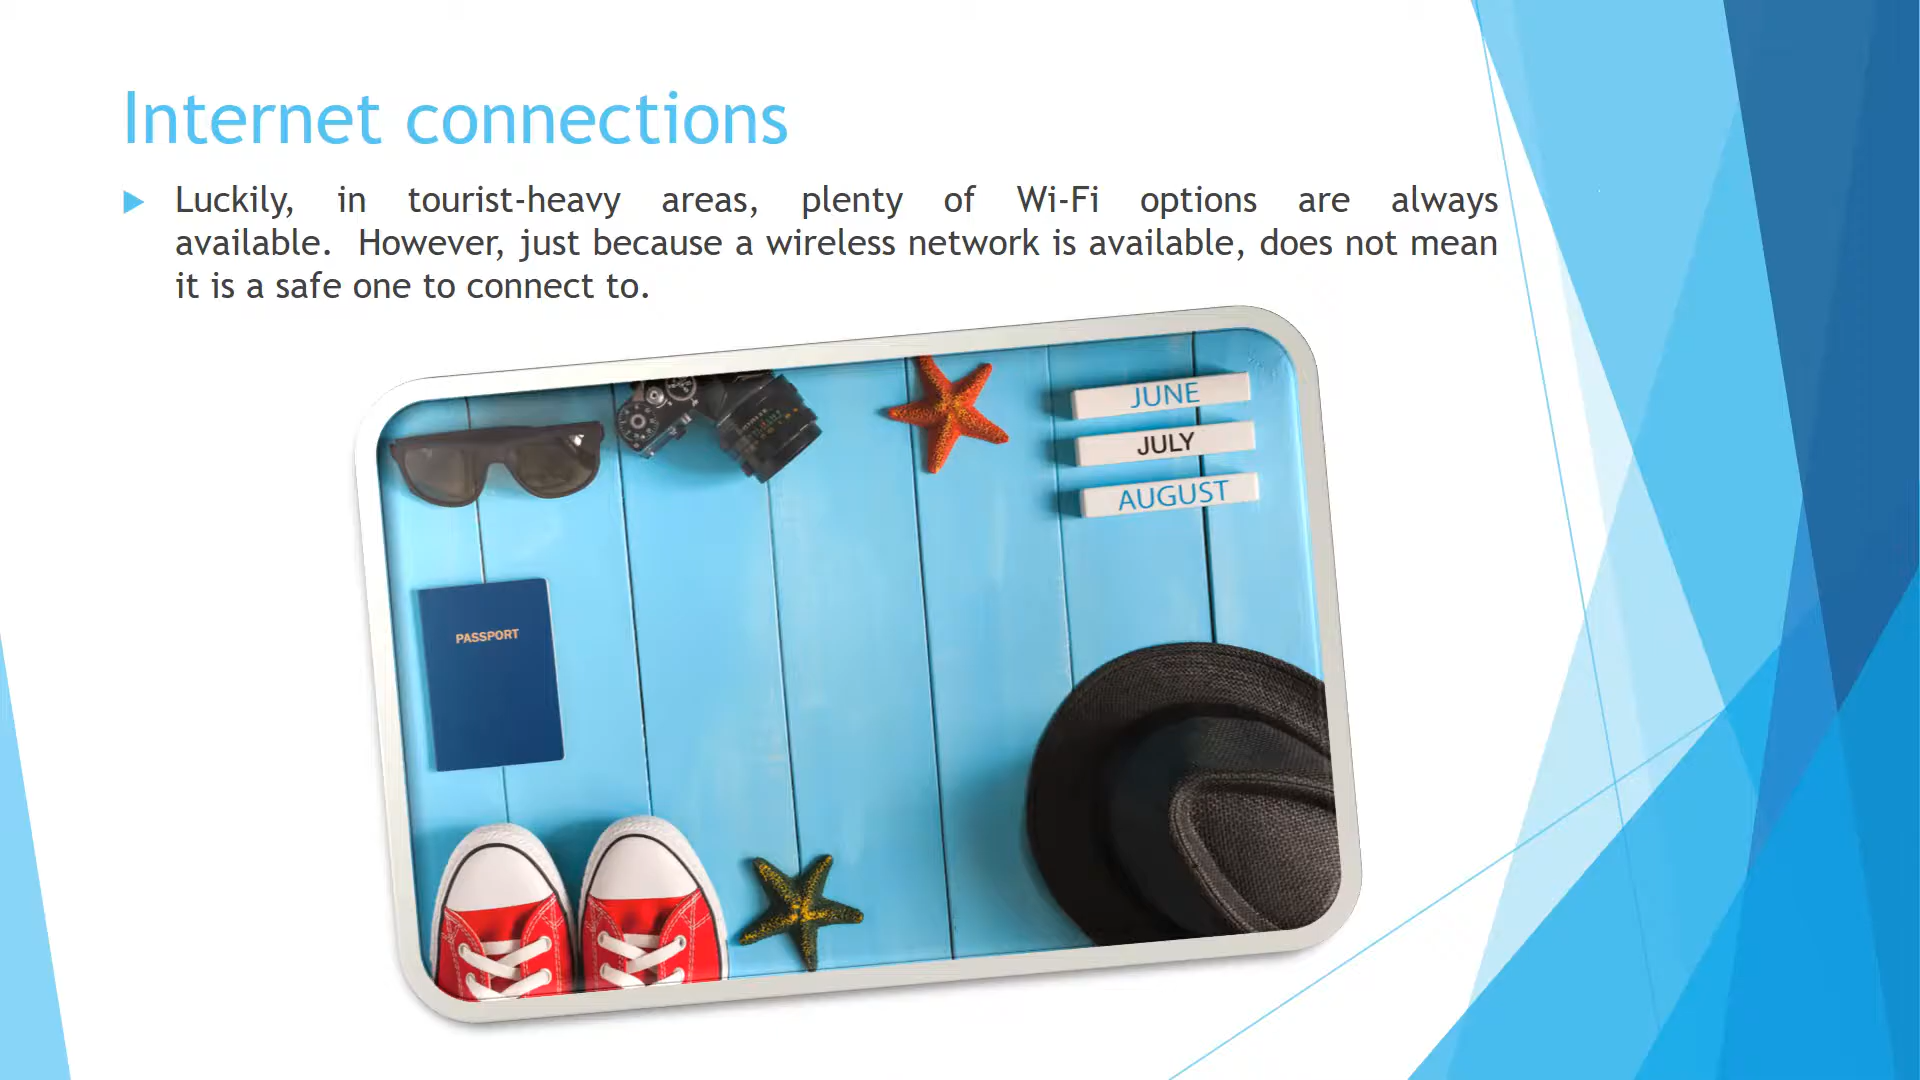 Internet connections
Luckily, in tourist-heavy areas, plenty of Wi-Fi options are always
available. However, just because a wireless network is available, does not mean
it is a safe one to connect to.
JUNE
JULY
AUGUST
PASSPORT